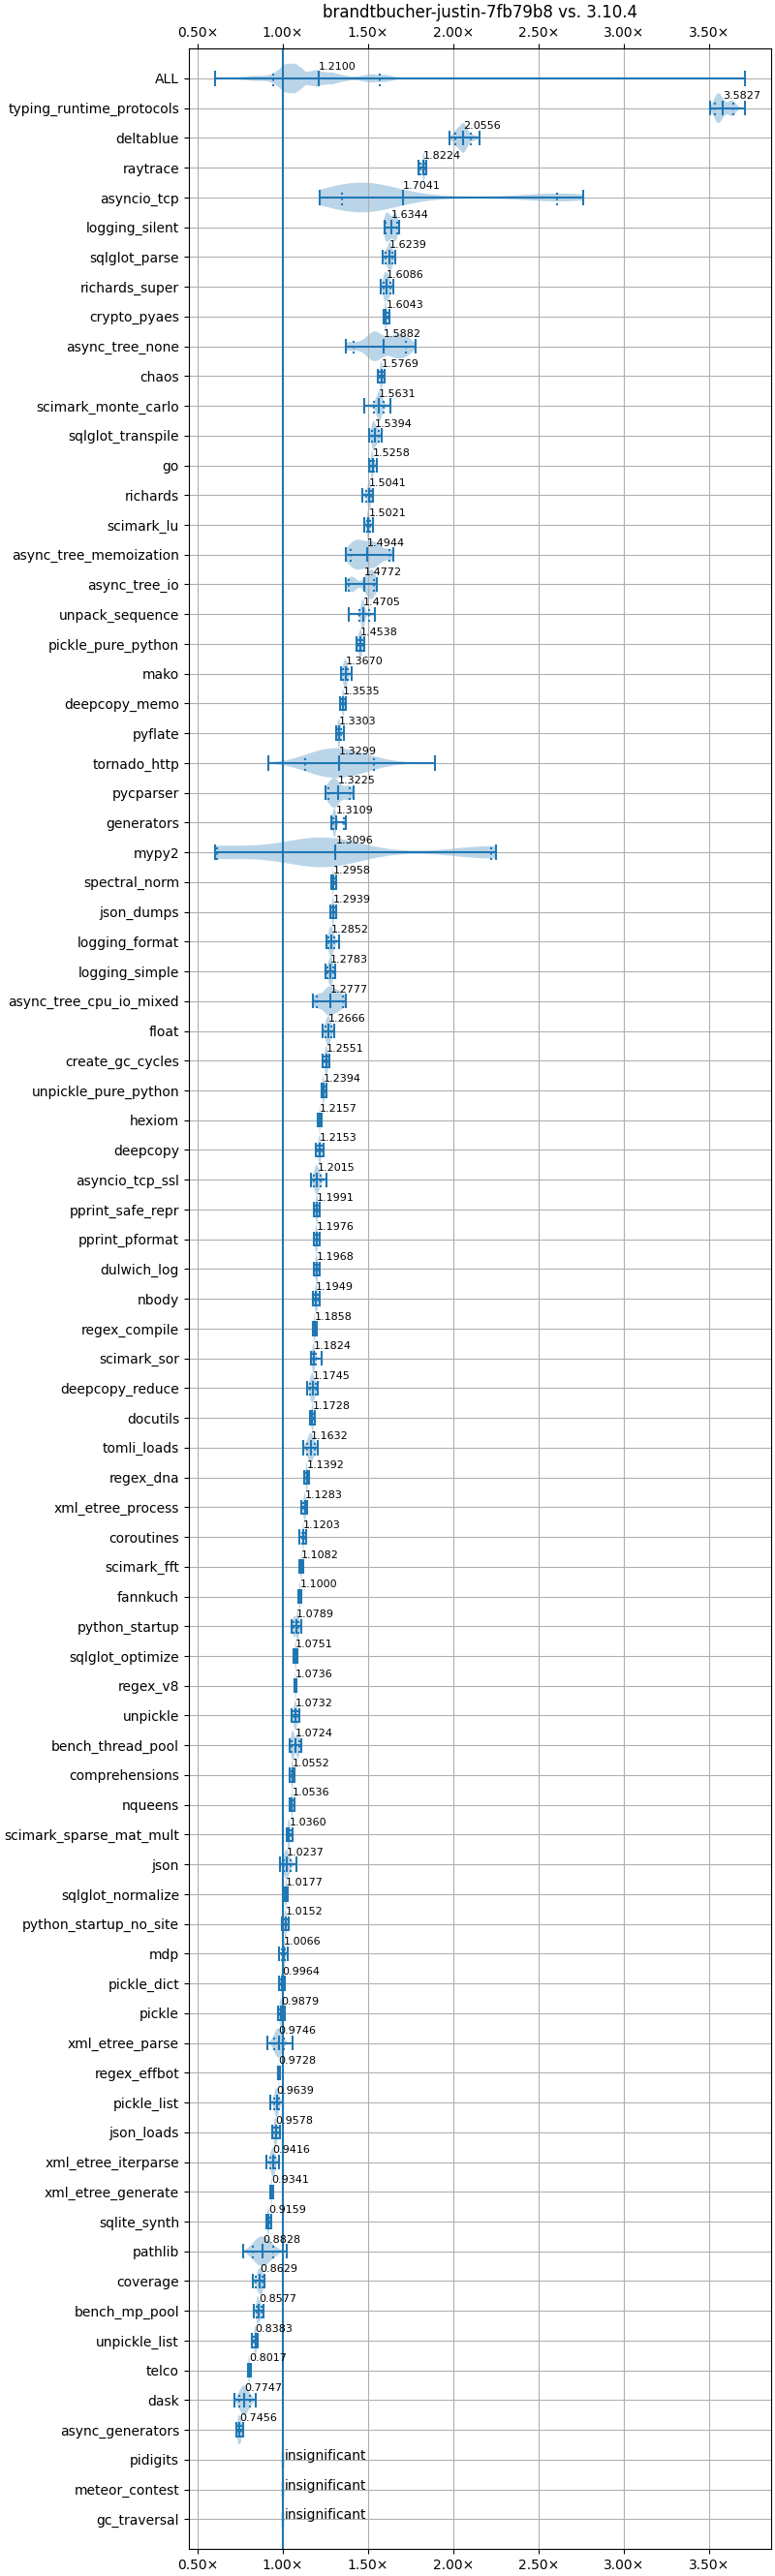 brandtbucher-justin-7fb79b8 vs. 3.10.4
0.50× 1.00× 1.50× 2.00× 2.50× 3.00× 3.50×
ALL 1.2100
typing_runtime_protocols 3.5827
deltablue 2.0556
raytrace 1.8224
asyncio_tcp 1.7041
logging_silent 1.6344
sqlglot_parse 1.6239
richards_super 1.6086
crypto_pyaes 1.6043
async_tree_none 1.5882
chaos 1.5769
scimark_monte_carlo 1.5631
sqlglot_transpile 1.5394
go 1.5258
richards 1.5041
scimark_lu 1.5021
async_tree_memoization 1.4944
async_tree_io 1.4772
unpack_sequence 1.4705
pickle_pure_python 1.4538
mako 1.3670
deepcopy_memo 1.3535
pyflate 1.3303
tornado_http 1.3299
pycparser 1.3225
generators 1.3109
mypy2 1.3096
spectral_norm 1.2958
json_dumps 1.2939
logging_format 1.2852
logging_simple 1.2783
async_tree_cpu_io_mixed 1.2777
float 1.2666
create_gc_cycles 1.2551
unpickle_pure_python 1.2394
hexiom 1.2157
deepcopy 1.2153
asyncio_tcp_ssl 1.2015
pprint_safe_repr 1.1991
pprint_pformat 1.1976
dulwich_log 1.1968
nbody 1.1949
regex_compile 1.1858
scimark_sor 1.1824
deepcopy_reduce 1.1745
docutils 1.1728
tomli_loads 1.1632
regex_dna 1.1392
xml_etree_process 1.1283
coroutines 1.1203
scimark_fft 1.1082
fannkuch 1.1000
python_startup 1.0789
sqlglot_optimize 1.0751
regex_v8 1.0736
unpickle 1.0732
bench_thread_pool 1.0724
comprehensions 1.0552
nqueens 1.0536
scimark_sparse_mat_mult 1.0360
json 1.0237
sqlglot_normalize 1.0177
python_startup_no_site 1.0152
mdp 1.0066
pickle_dict 0.9964
pickle 0.9879
xml_etree_parse 0.9746
regex_effbot 0.9728
pickle_list 0.9639
json_loads 0.9578
xml_etree_iterparse 0.9416
xml_etree_generate 0.9341
sqlite_synth 0.9159
pathlib 0.8828
coverage 0.8629
bench_mp_pool 0.8577
unpickle_list 0.8383
telco 0.8017
dask 0.7747
async_generators 0.7456
pidigits insignificant
meteor_contest insignificant
gc_traversal insignificant
0.50× 1.00× 1.50× 2.00× 2.50× 3.00× 3.50×